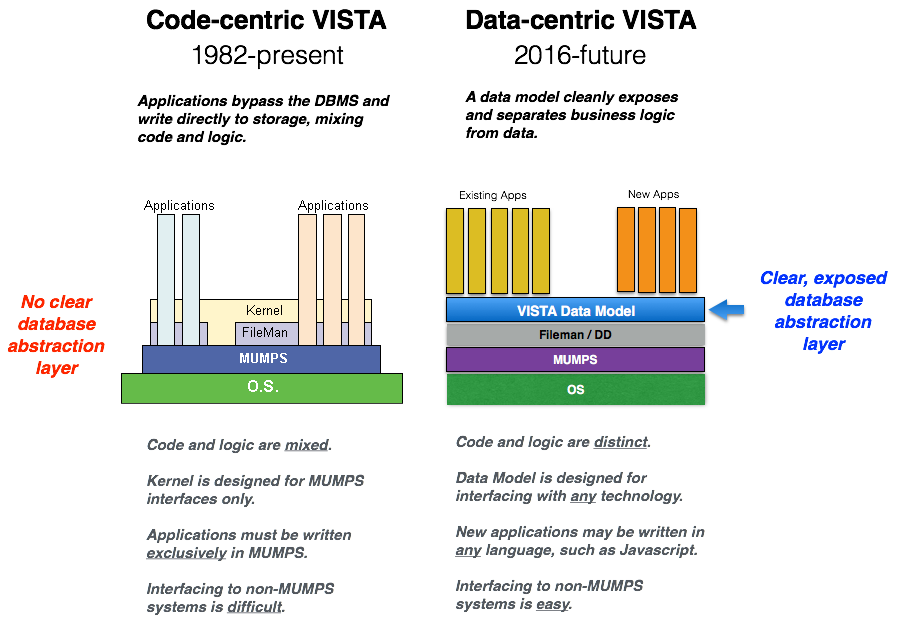 Code-centric VISTA
1982-present
Applications bypass the DBMS and
write directly to storage, mixing
code and logic.
Applications
Applications
No clear
database
abstraction
layer
Kernel
FileMan
MUMPS
O.S.
Code and logic are mixed.
Kernel is designed for MUMPS
interfaces only.
Applications must be written
exclusively in MUMPS.
Interfacing to non-MUMPS
systems is difficult.
Data-centric VISTA
2016-future
A data model cleanly exposes
and separates business logic
from data.
Existing Apps
New Apps
VISTA Data Model
Fileman / DD
MUMPS
OS
Clear, exposed
database
abstraction
layer
Code and logic are distinct.
Data Model is designed for
interfacing with any technology.
New applications may be written in
any language, such as Javascript.
Interfacing to non-MUMPS
systems is easy.